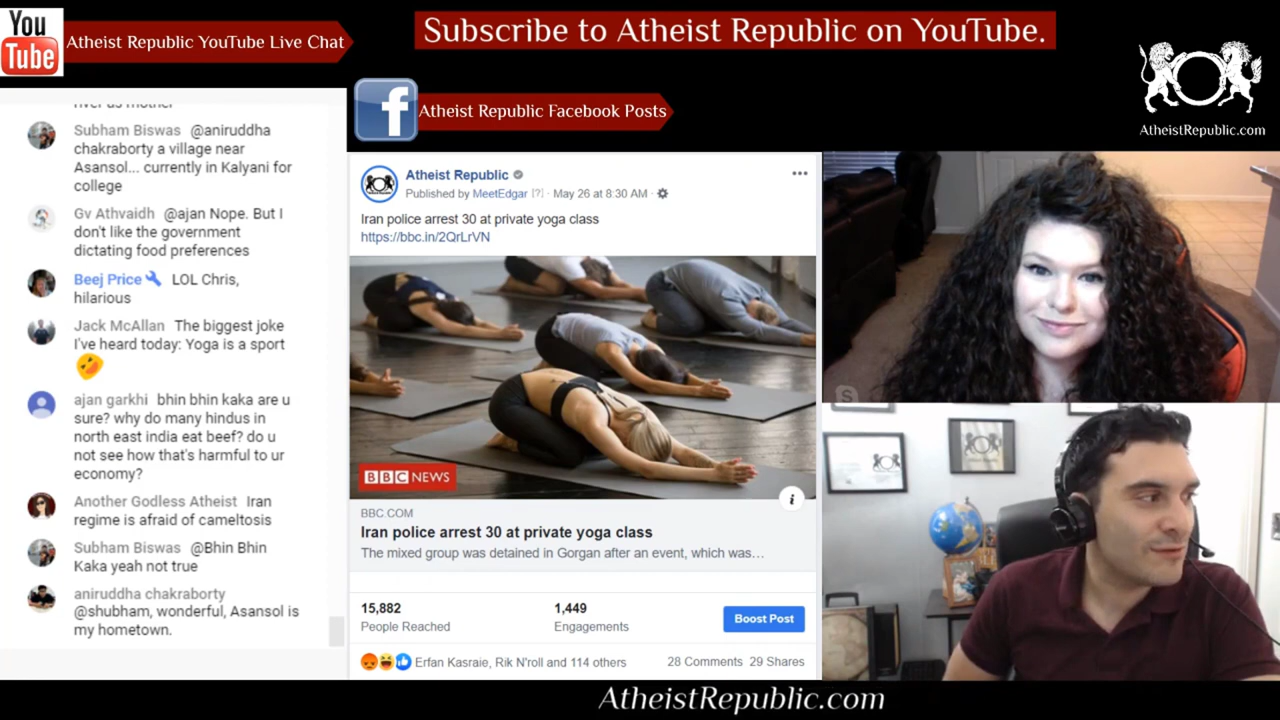 You
Tube
Atheist Republic YouTube Live Chat
Subscribe to Atheist Republic on YouTube.
AtheistRepublic.com
f
Atheist Republic Facebook Posts
river as mother
Subham Biswas @aniruddha
chakraborty a village near
Asansol... currently in Kalyani for
college
Gv Athvaidh @ajan Nope. But I
don't like the government
dictating food preferences
Beej Price LOL Chris,
hilarious
Jack McAllan The biggest joke
I've heard today: Yoga is a sport
ajan garkhi bhin bhin kaka are u
sure? why do many hindus in
north east india eat beef? do u
not see how that's harmful to ur
economy?
Another Godless Atheist Iran
regime is afraid of cameltosis
Subham Biswas @Bhin Bhin
Kaka yeah not true
aniruddha chakraborty
@shubham, wonderful, Asansol is
my hometown.
Atheist Republic
Published by MeetEdgar [?] · May 26 at 8:30 AM ·
Iran police arrest 30 at private yoga class
https://bbc.in/2QrLrVN
BBC NEWS
i
BBC.COM
Iran police arrest 30 at private yoga class
The mixed group was detained in Gorgan after an event, which was...
15,882
People Reached
1,449
Engagements
Boost Post
Erfan Kasraie, Rik N'roll and 114 others
28 Comments 29 Shares
AtheistRepublic.com